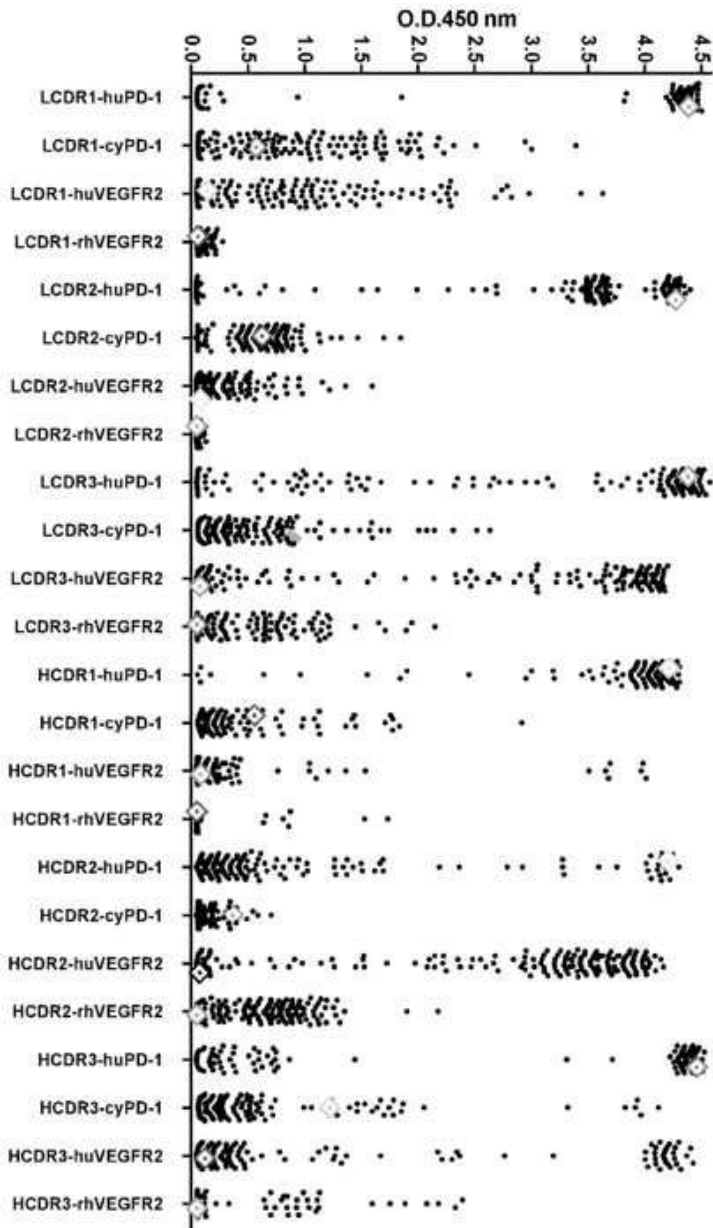 O.D.450 nm
0.0 0.5 1.0 1.5 2.0 2.5 3.0 3.5 4.0 4.5
LCDR1-huPD-1
LCDR1-cyPD-1
LCDR1-huVEGFR2
LCDR1-rhVEGFR2
LCDR2-huPD-1
LCDR2-cyPD-1
LCDR2-huVEGFR2
LCDR2-rhVEGFR2
LCDR3-huPD-1
LCDR3-cyPD-1
LCDR3-huVEGFR2
LCDR3-rhVEGFR2
HCDR1-huPD-1
HCDR1-cyPD-1
HCDR1-huVEGFR2
HCDR1-rhVEGFR2
HCDR2-huPD-1
HCDR2-cyPD-1
HCDR2-huVEGFR2
HCDR2-rhVEGFR2
HCDR3-huPD-1
HCDR3-cyPD-1
HCDR3-huVEGFR2
HCDR3-rhVEGFR2